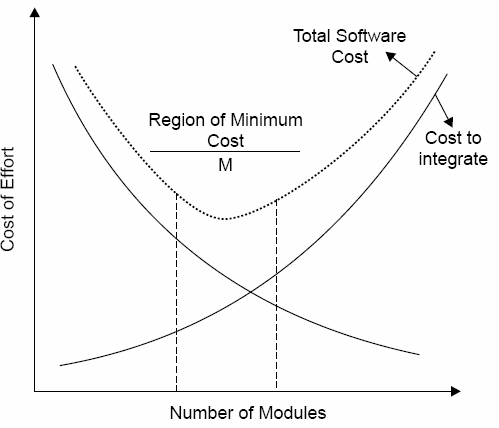 Total Software
Cost
Region of Minimum
Cost
M
Cost to
integrate
Cost of Effort
Number of Modules